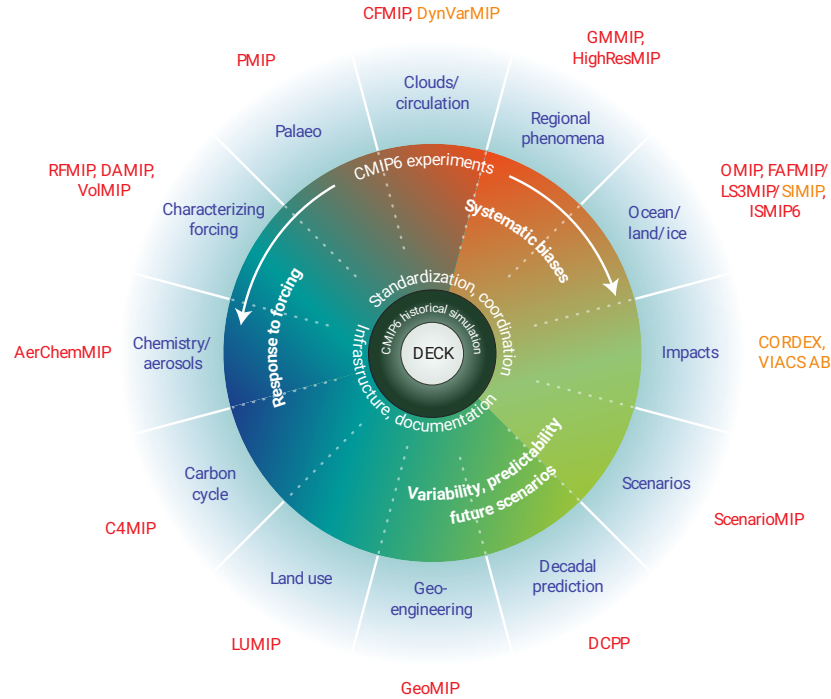 CFMIP, DynVarMIP
GMMIP,
HighResMIP
PMIP
Clouds/
circulation
Regional
phenomena
Palaeo
CMIP6 experiments
RFMIP, DAMIP,
VolMIP
OMIP, FAFMIP/
LS3MIP/SIMIP,
ISMIP6
Characterizing
forcing
Systematic biases
Ocean/
land/ice
Standardization, coordination
Response to forcing
CMIP6 historical simulation
DECK
AerChemMIP
Chemistry/
aerosols
Impacts
CORDEX,
VIACS AB
Infrastructure, documentation
Variability, predictability
future scenarios
Carbon
cycle
Scenarios
C4MIP
ScenarioMIP
Land use
Geo-
engineering
Decadal
prediction
LUMIP
DCPP
GeoMIP